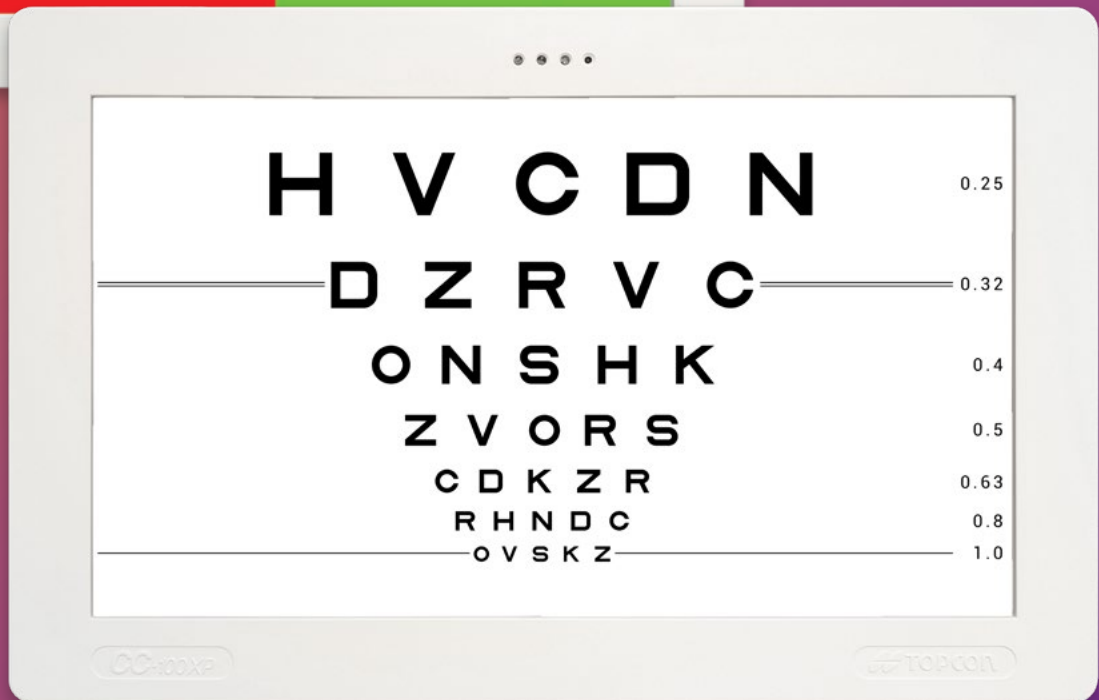 H V C D N 0.25
D Z R V C 0.32
O N S H K 0.4
Z V O R S 0.5
C D K Z R 0.63
R H N D C 0.8
O V S K Z 1.0
CC-100XP TOPCON